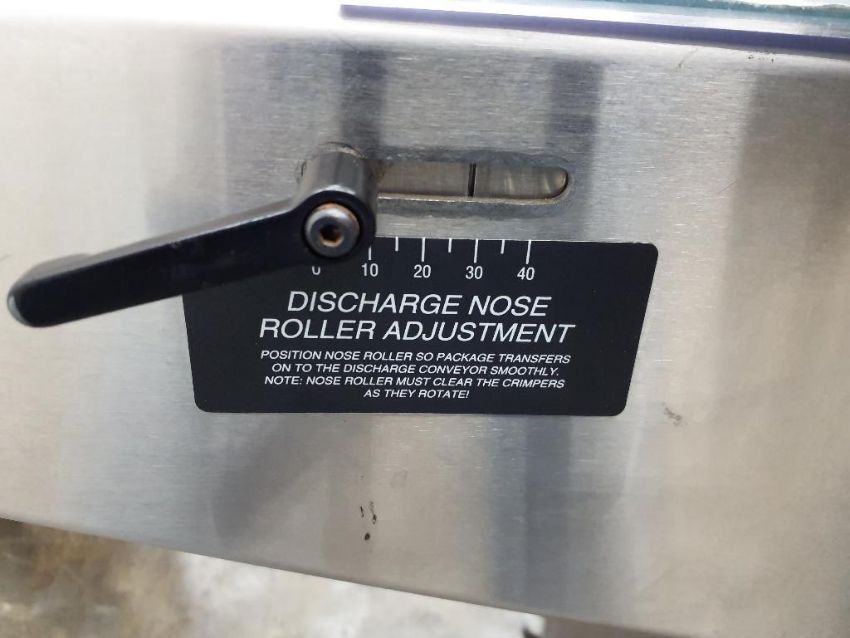 0 10 20 30 40
DISCHARGE NOSE
ROLLER ADJUSTMENT
POSITION NOSE ROLLER SO PACKAGE TRANSFERS
ON TO THE DISCHARGE CONVEYOR SMOOTHLY.
NOTE: NOSE ROLLER MUST CLEAR THE CRIMPERS
AS THEY ROTATE!